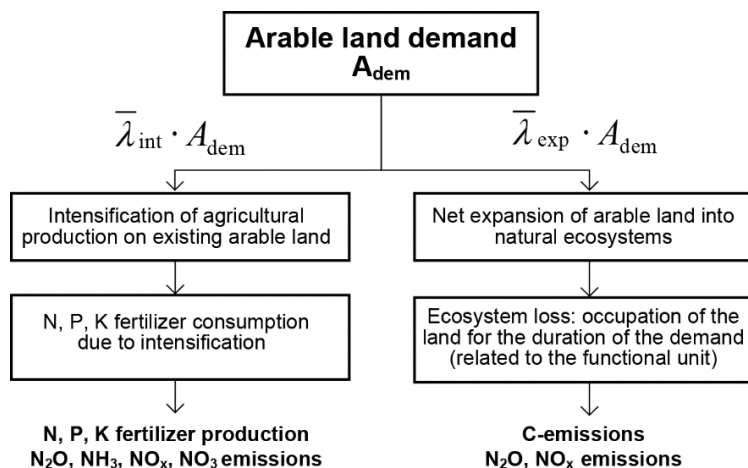 Arable land demand
A_dem
λ̅_int · A_dem
λ̅_exp · A_dem
Intensification of agricultural
production on existing arable land
Net expansion of arable land into
natural ecosystems
N, P, K fertilizer consumption
due to intensification
Ecosystem loss: occupation of the
land for the duration of the demand
(related to the functional unit)
N, P, K fertilizer production
N₂O, NH₃, NOₓ, NO₃ emissions
C-emissions
N₂O, NOₓ emissions